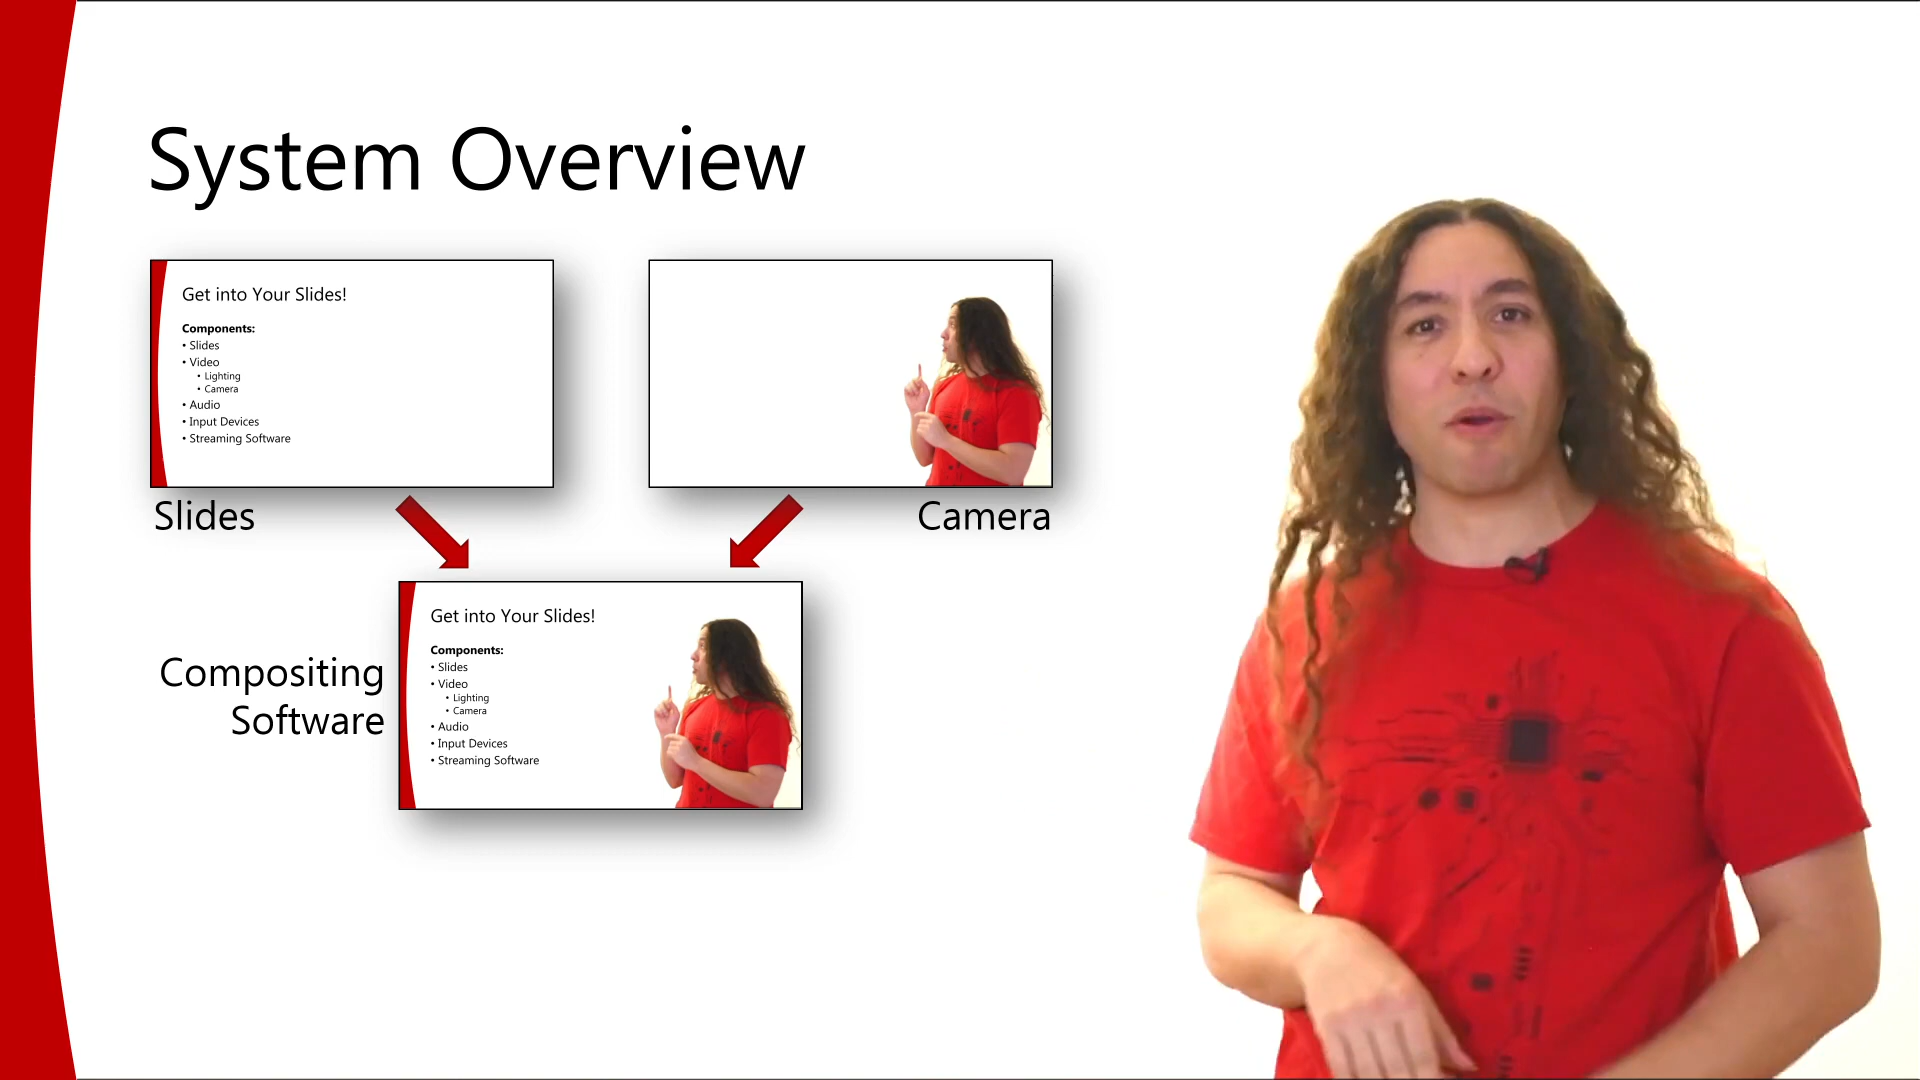 System Overview
Get into Your Slides!
Components:
• Slides
• Video
• Lighting
• Camera
• Audio
• Input Devices
• Streaming Software
Slides
Camera
Compositing
Software
Get into Your Slides!
Components:
• Slides
• Video
• Lighting
• Camera
• Audio
• Input Devices
• Streaming Software